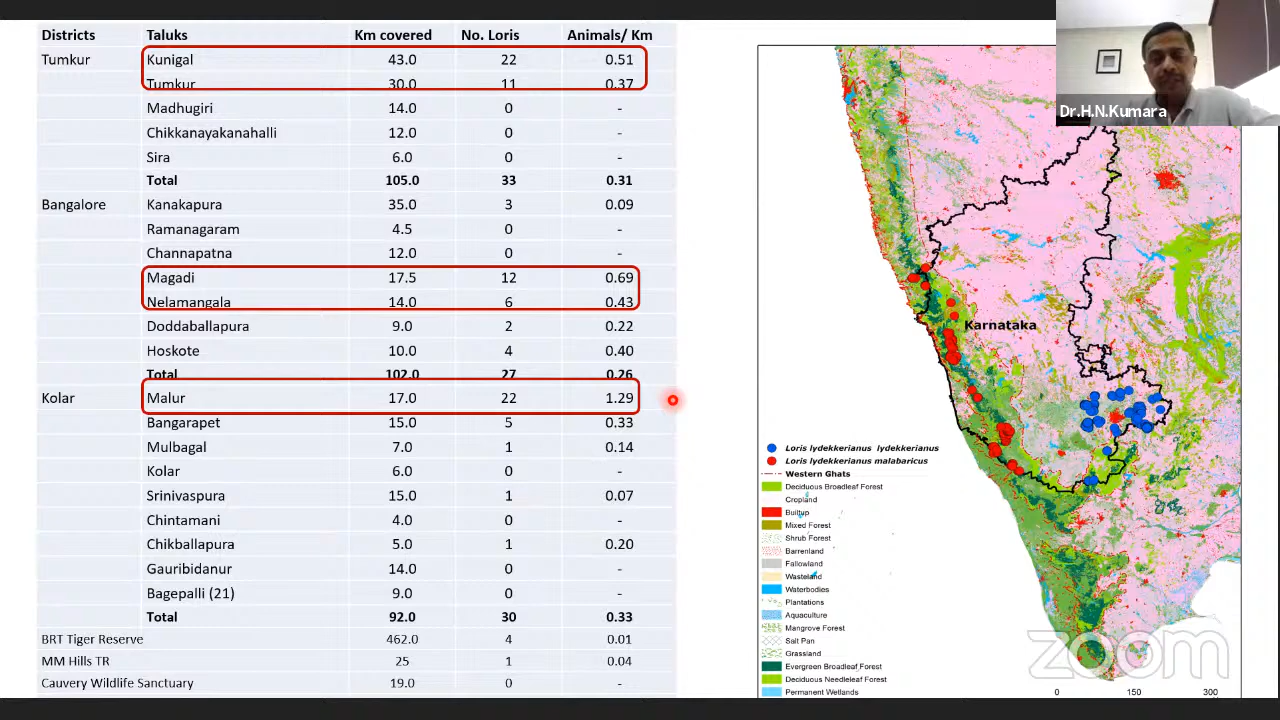 Districts Taluks Km covered No. Loris Animals/ Km
Tumkur Kunigal 43.0 22 0.51
Tumkur 30.0 11 0.37
Madhugiri 14.0 0 -
Chikkanayakanahalli 12.0 0 -
Sira 6.0 0 -
Total 105.0 33 0.31
Bangalore Kanakapura 35.0 3 0.09
Ramanagaram 4.5 0 -
Channapatna 12.0 0 -
Magadi 17.5 12 0.69
Nelamangala 14.0 6 0.43
Doddaballapura 9.0 2 0.22
Hoskote 10.0 4 0.40
Total 102.0 27 0.26
Kolar Malur 17.0 22 1.29
Bangarapet 15.0 5 0.33
Mulbagal 7.0 1 0.14
Kolar 6.0 0 -
Srinivaspura 15.0 1 0.07
Chintamani 4.0 0 -
Chikballapura 5.0 1 0.20
Gauribidanur 14.0 0 -
Bagepalli (21) 9.0 0 -
Total 92.0 30 0.33
BRT Tiger Reserve 462.0 4 0.01
MM Hills TR 25 1 0.04
Cauvery Wildlife Sanctuary 19.0 0 -
Dr.H.N.Kumara
Karnataka
Loris lydekkerianus lydekkerianus
Loris lydekkerianus malabaricus
Western Ghats
Deciduous Broadleaf Forest
Cropland
Builtup
Mixed Forest
Shrub Forest
Barrenland
Fallowland
Wasteland
Waterbodies
Plantations
Aquaculture
Mangrove Forest
Salt Pan
Grassland
Evergreen Broadleaf Forest
Deciduous Needleleaf Forest
Permanent Wetlands
0 150 300
zoom